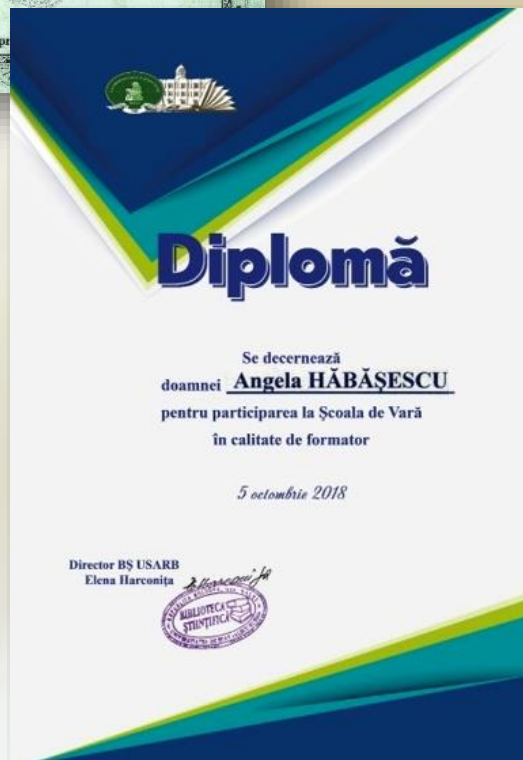 Diplomă
Se decernează
doamnei Angela HĂBĂȘESCU
pentru participarea la Școala de Vară
în calitate de formator
5 octombrie 2018
Director BȘ USARB
Elena Harconița
BIBLIOTECA
ȘTIINȚIFICĂ